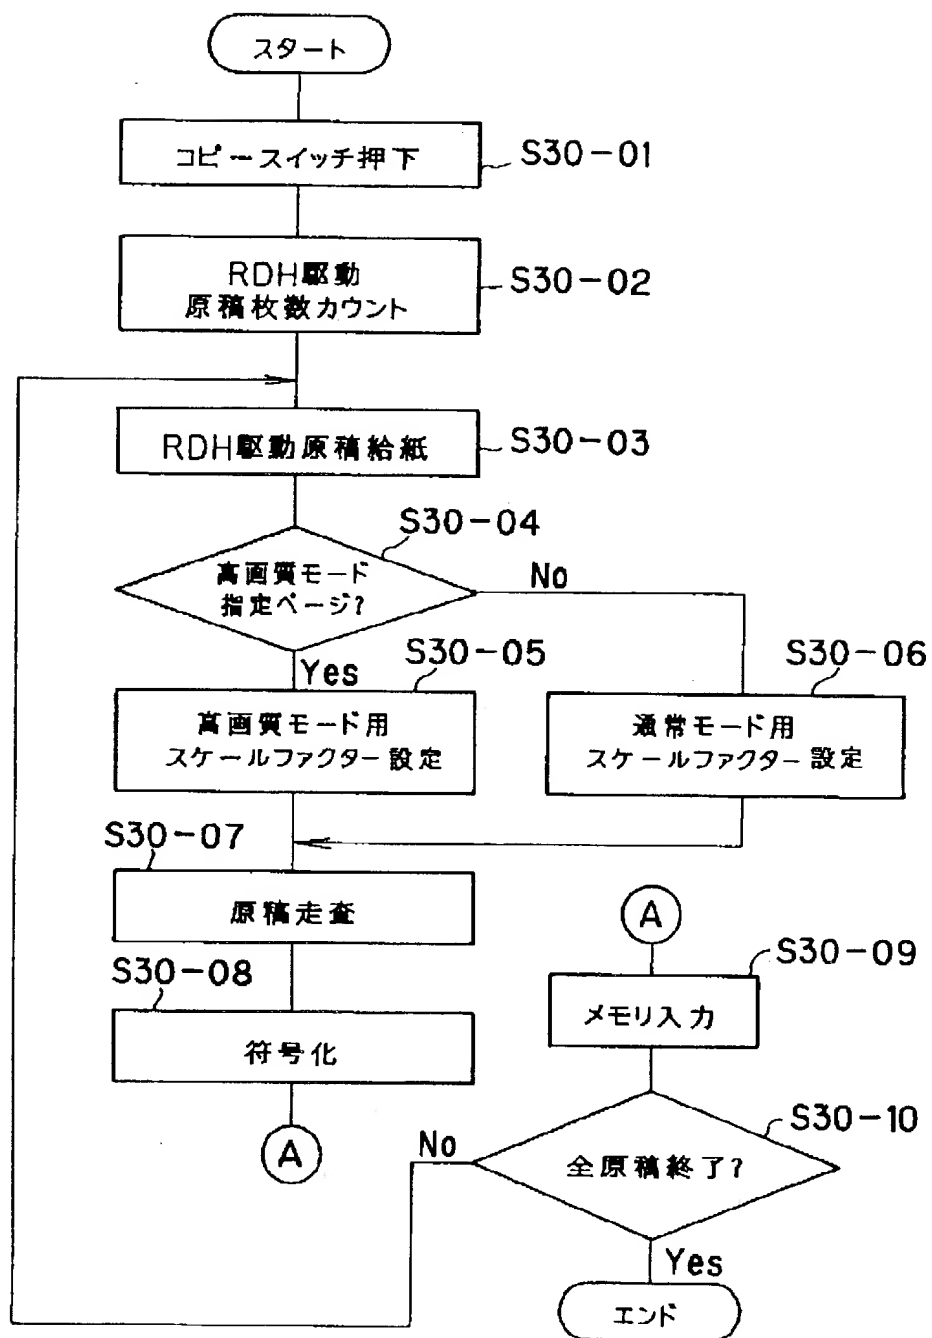 スタート
コピースイッチ押下
S30-01
RDH駆動
原稿枚数カウント
S30-02
RDH駆動原稿給紙
S30-03
S30-04
高画質モード
指定ページ?
No
Yes
S30-05
高画質モード用
スケールファクター設定
S30-06
通常モード用
スケールファクター設定
S30-07
原稿走査
S30-08
符号化
A
A
S30-09
メモリ入力
S30-10
全原稿終了?
No
Yes
エンド